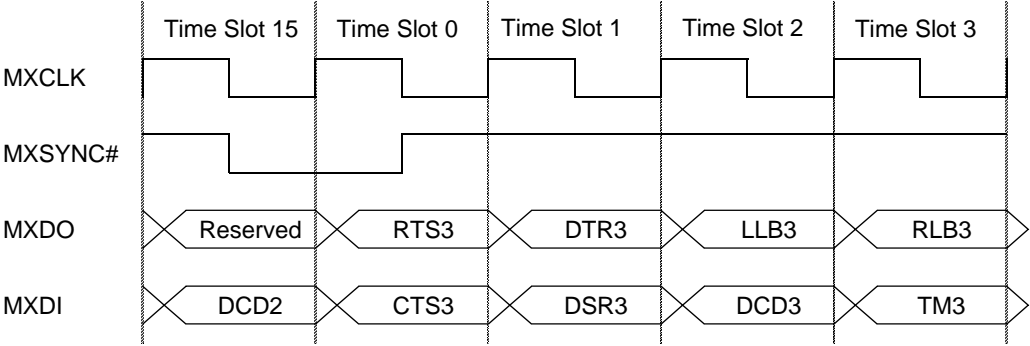 Time Slot 15 Time Slot 0 Time Slot 1 Time Slot 2 Time Slot 3
MXCLK
MXSYNC#
MXDO Reserved RTS3 DTR3 LLB3 RLB3
MXDI DCD2 CTS3 DSR3 DCD3 TM3